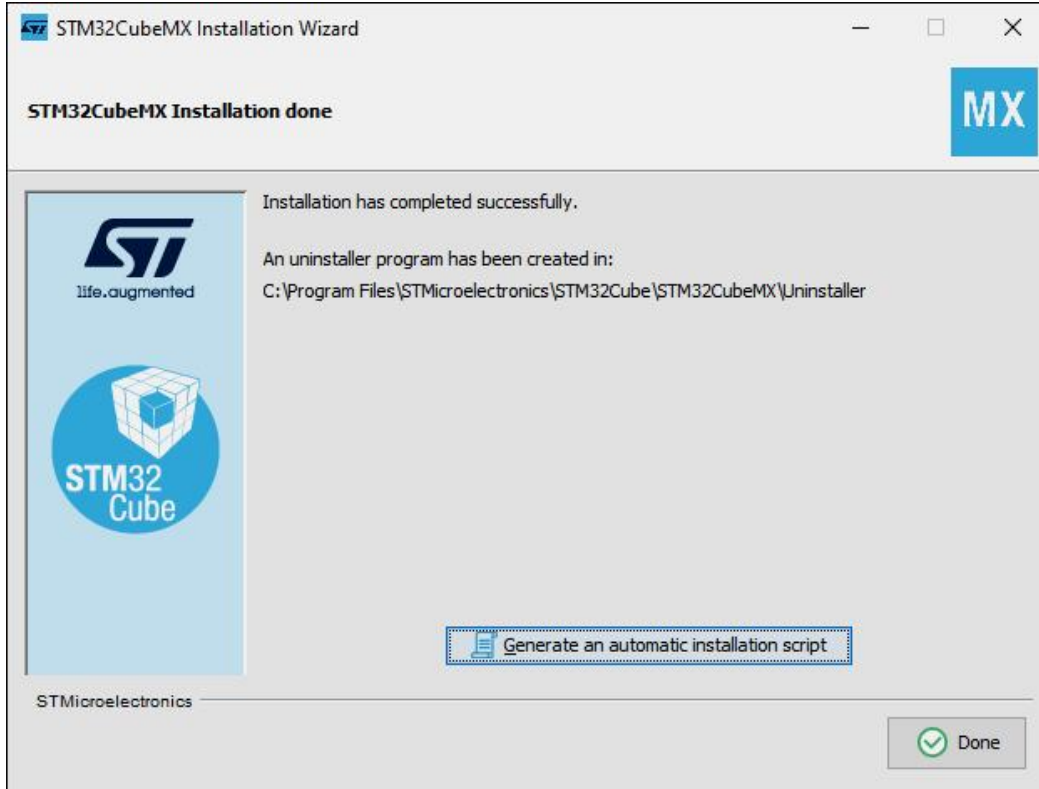 STM32CubeMX Installation Wizard
STM32CubeMX Installation done
MX
Installation has completed successfully.
An uninstaller program has been created in:
C:\Program Files\STMicroelectronics\STM32Cube\STM32CubeMX\Uninstaller
ST
life.augmented
STM32
Cube
Generate an automatic installation script
STMicroelectronics
Done